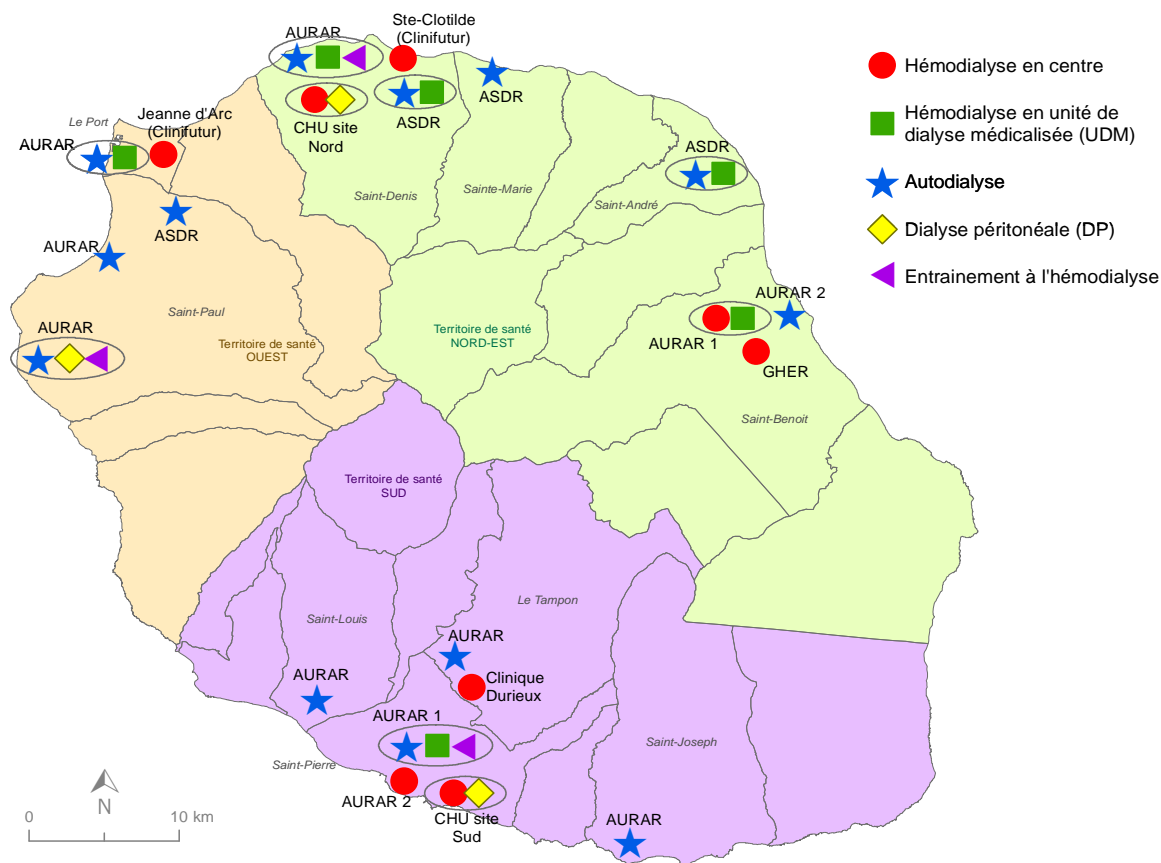 Ste-Clotilde
(Clinifutur)
AURAR
ASDR
CHU site
Nord
ASDR
Jeanne d'Arc
(Clinifutur)
Le Port
AURAR
ASDR
Saint-Denis
Sainte-Marie
Saint-André
ASDR
AURAR
Saint-Paul
AURAR
Territoire de santé
OUEST
Territoire de santé
NORD-EST
AURAR 2
AURAR 1
GHER
Saint-Benoit
Territoire de santé
SUD
Saint-Louis
Le Tampon
AURAR
Clinique
Durieux
AURAR
AURAR 1
Saint-Joseph
Saint-Pierre
AURAR 2
CHU site
Sud
AURAR
N
0 10 km
Hémodialyse en centre
Hémodialyse en unité de
dialyse médicalisée (UDM)
Autodialyse
Dialyse péritonéale (DP)
Entrainement à l'hémodialyse